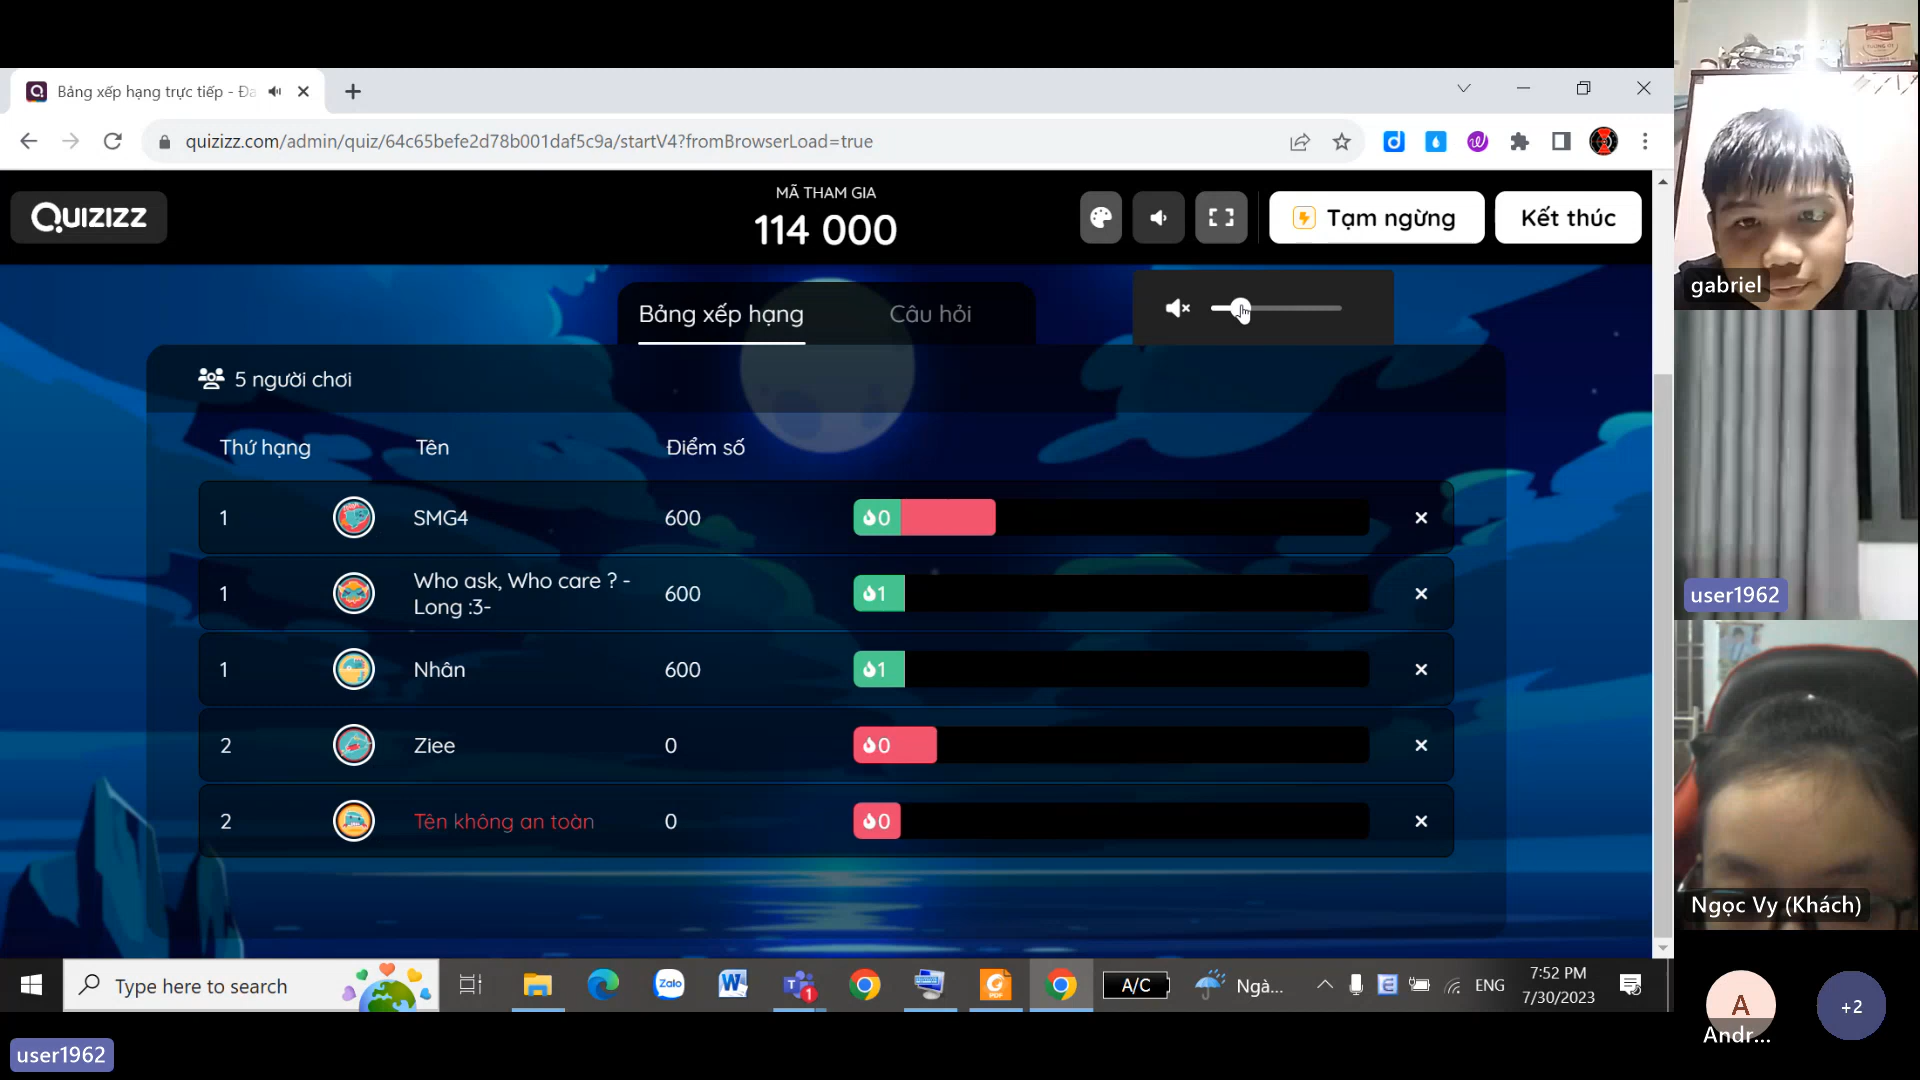 Bảng xếp hạng trực tiếp - Đa
quizizz.com/admin/quiz/64c65befe2d78b001daf5c9a/startV4?fromBrowserLoad=true
QUIZIZZ
MÃ THAM GIA
114 000
Tạm ngừng
Kết thúc
Bảng xếp hạng
Câu hỏi
5 người chơi
Thứ hạng Tên Điểm số
1 SMG4 600 0
1 Who ask, Who care ? -
Long :3- 600 1
1 Nhân 600 1
2 Ziee 0 0
2 Tên không an toàn 0 0
Type here to search
Zalo
A/C
Ngà...
ENG
7:52 PM
7/30/2023
user1962
gabriel
user1962
Ngọc Vy (Khách)
A
Andr...
+2